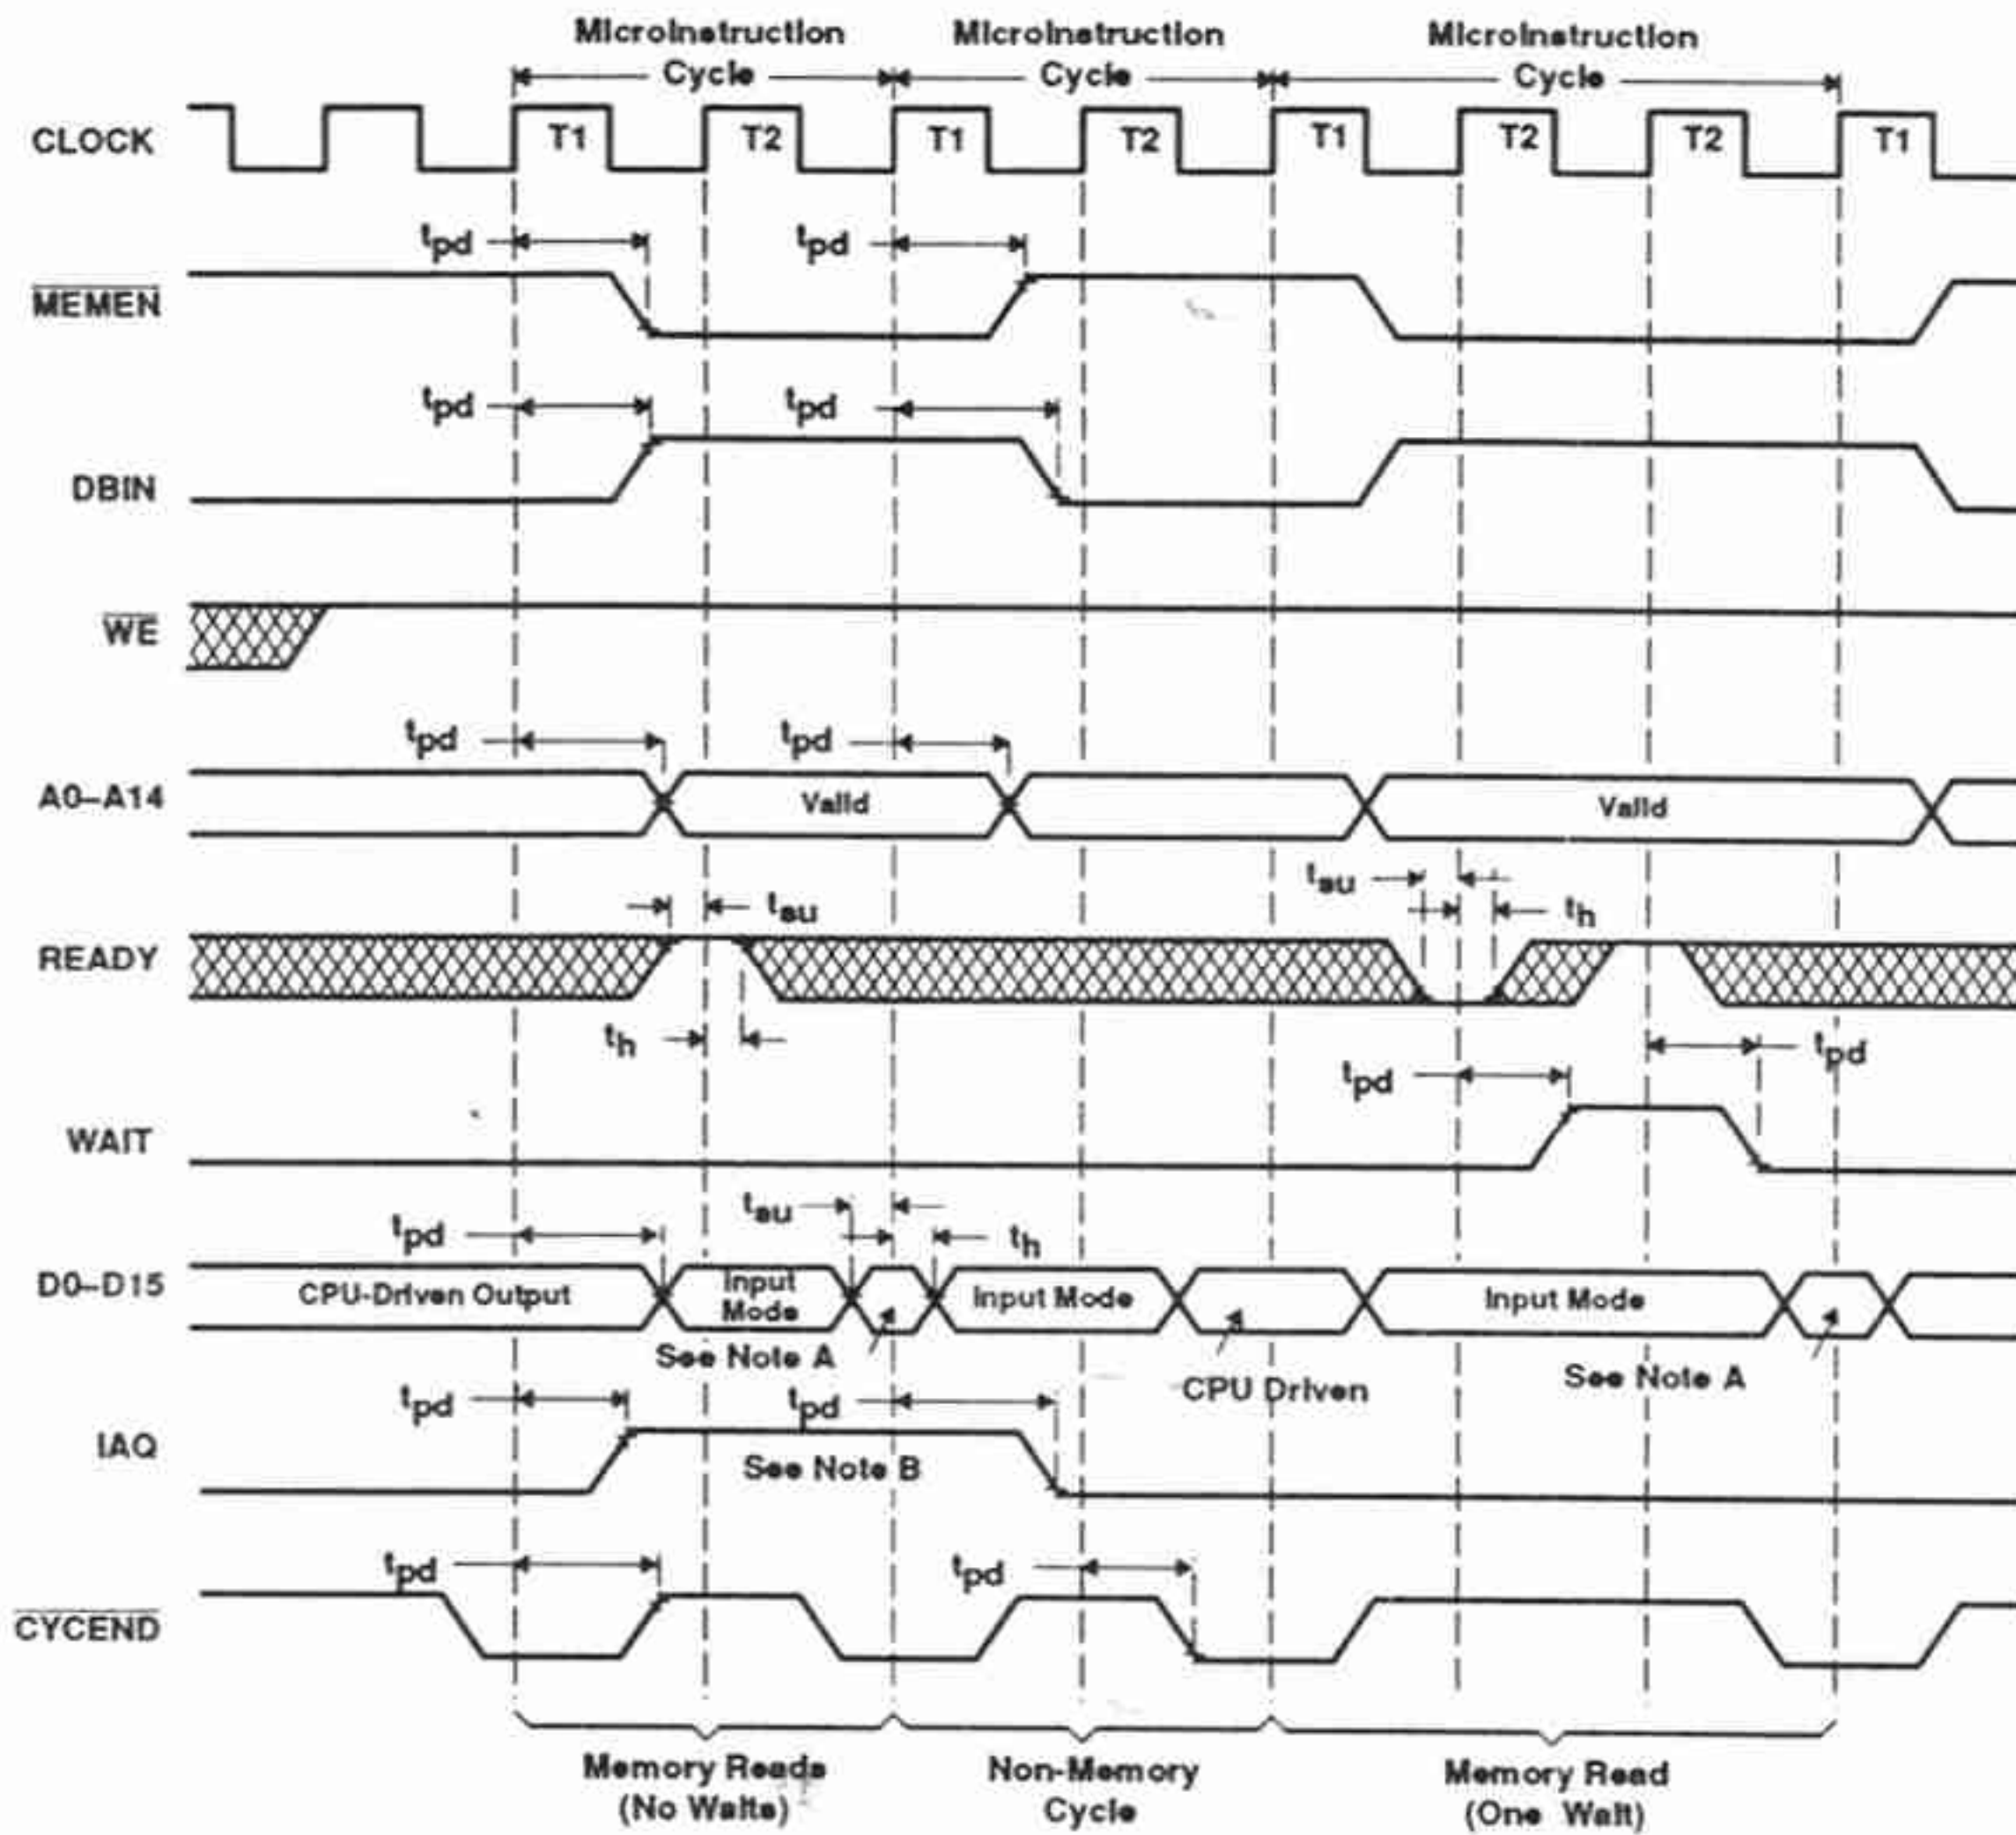 Microinstruction Cycle
Microinstruction Cycle
Microinstruction Cycle
CLOCK
T1
T2
T1
T2
T1
T2
T2
T1
tpd
tpd
MEMEN
tpd
tpd
DBIN
WE
tpd
tpd
A0–A14
Valid
Valid
tsu
th
tsu
READY
th
tpd
tpd
WAIT
tsu
th
tpd
D0–D15
CPU-Driven Output
Input Mode
Input Mode
Input Mode
See Note A
CPU Driven
See Note A
tpd
tpd
IAQ
See Note B
tpd
tpd
CYCEND
Memory Reads
(No Waits)
Non-Memory
Cycle
Memory Read
(One Wait)